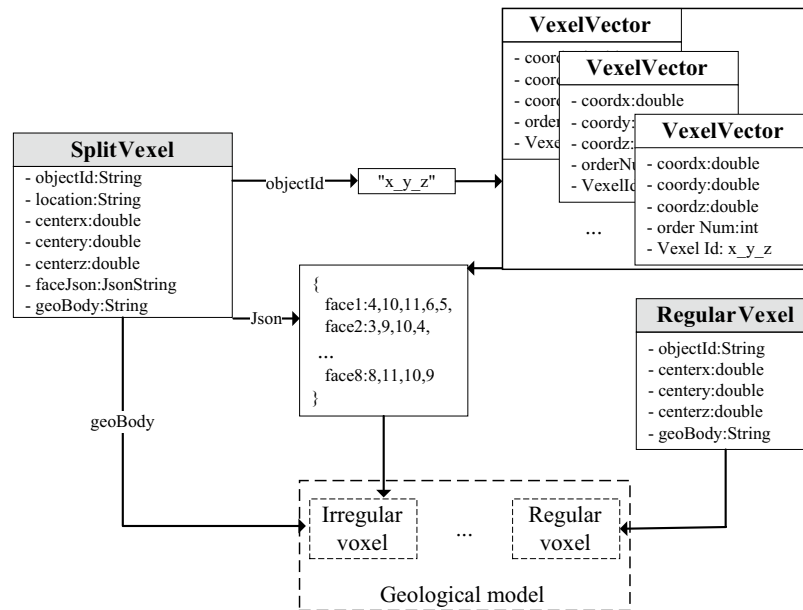 VexelVector
- coord
- coo
- coord
- order
- Vexel
VexelVector
- coordx:double
- coordy:
- coordz:
- orderNu
- VexelId
VexelVector
- coordx:double
- coordy:double
- coordz:double
- order Num:int
- Vexel Id: x_y_z
...
SplitVexel
- objectId:String
- location:String
- centerx:double
- centery:double
- centerz:double
- faceJson:JsonString
- geoBody:String
objectId
"x_y_z"
Json
{
face1:4,10,11,6,5,
face2:3,9,10,4,
...
face8:8,11,10,9
}
RegularVexel
- objectId:String
- centerx:double
- centery:double
- centerz:double
- geoBody:String
geoBody
Irregular
voxel
...
Regular
voxel
Geological model